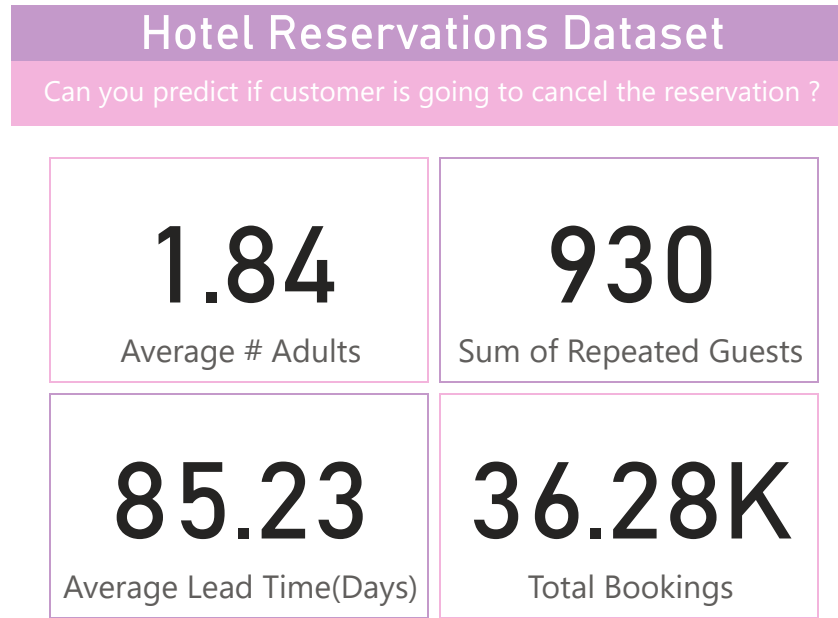 Hotel Reservations Dataset
Can you predict if customer is going to cancel the reservation ?
1.84
Average # Adults
930
Sum of Repeated Guests
85.23
Average Lead Time(Days)
36.28K
Total Bookings